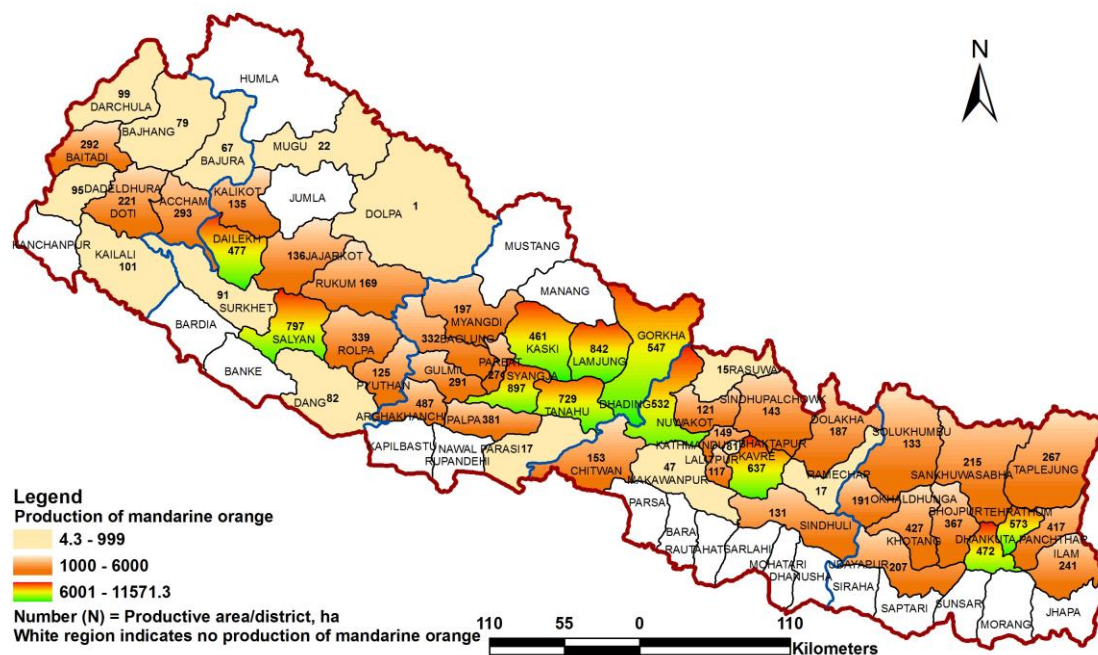 N
HUMLA
99
DARCHULA
BAJHANG 79
292
BAITADI
67
BAJURA
MUGU 22
95 DADELDHURA
221
DOTI
ACCHAM
293
KALIKOT
135
JUMLA
DOLPA 1
KANCHANPUR
KAILALI
101
DAILEKH
477
136 JAJARKOT
RUKUM 169
MUSTANG
MANANG
91
SURKHET
BARDIA
BANKE
797
SALYAN
339
ROLPA
125
PYUTHAN
DANG 82
197
MYANGDI
332 BAGLUNG
GULMI
291
461
KASKI
842
LAMJUNG
GORKHA
547
SYANGJA
897
729
TANAHU
487
ARGHAKHANCHI
PALPA 381
KAPILBASTU
RUPANDEHI
NAWAL PARASI 17
DHADING 532
15 RASUWA
NUWAKOT
121
SINDHUPALCHOWK
143
DOLAKHA
187
KATHMANDU
149
BHAKTAPUR
LALITPUR
117
KAVRE
637
153
CHITWAN
47
MAKAWANPUR
RAMECHAP
17
131
SINDHULI
PARSA
BARA
RAUTAHAT
SARLAHI
MOHATARI
DHANUSHA
SIRAHA
SOLUKHUMBU
133
SANKHUWASABHA
215
TAPLEJUNG
267
191 OKHALDHUNGA
427
KHOTANG
BHOJPUR
367
TEHRATHUM
573
DHANKUTA
472
417
PANCHTHAR
ILAM
241
UDAYAPUR 207
SAPTARI
SUNSARI
MORANG
JHAPA
Legend
Production of mandarine orange
4.3 - 999
1000 - 6000
6001 - 11571.3
Number (N) = Productive area/district, ha
White region indicates no production of mandarine orange
110 55 0 110
Kilometers